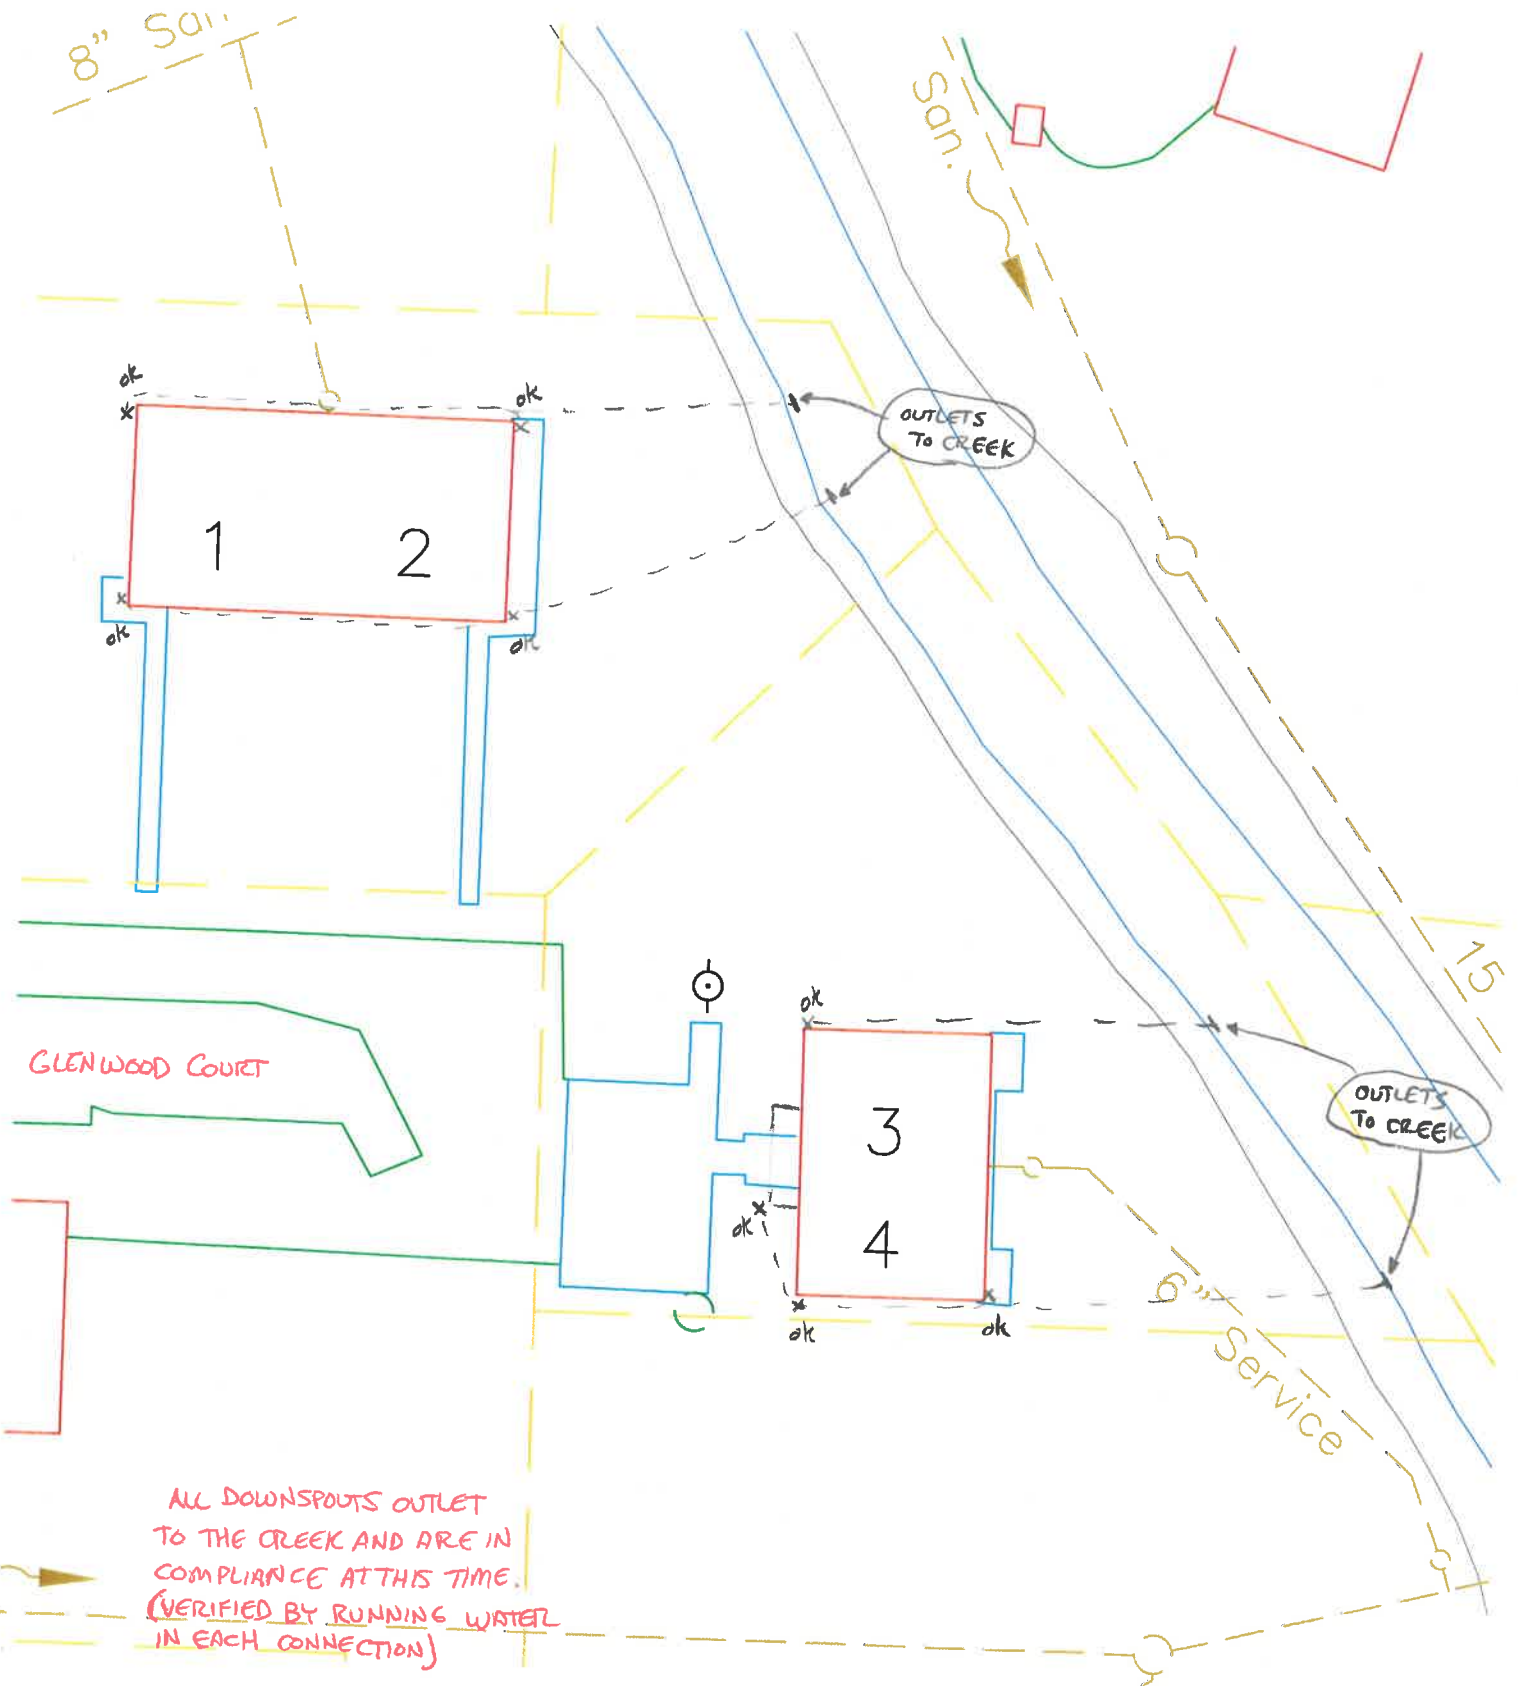 8" San.
San.
ok
ok
OUTLETS
TO CREEK
1
2
ok
ok
15
GLENWOOD COURT
ok
3
OUTLETS
TO CREEK
ok
4
6"
Service
ok
ok
ALL DOWNSPOUTS OUTLET
TO THE CREEK AND ARE IN
COMPLIANCE AT THIS TIME.
(VERIFIED BY RUNNING WATER
IN EACH CONNECTION)